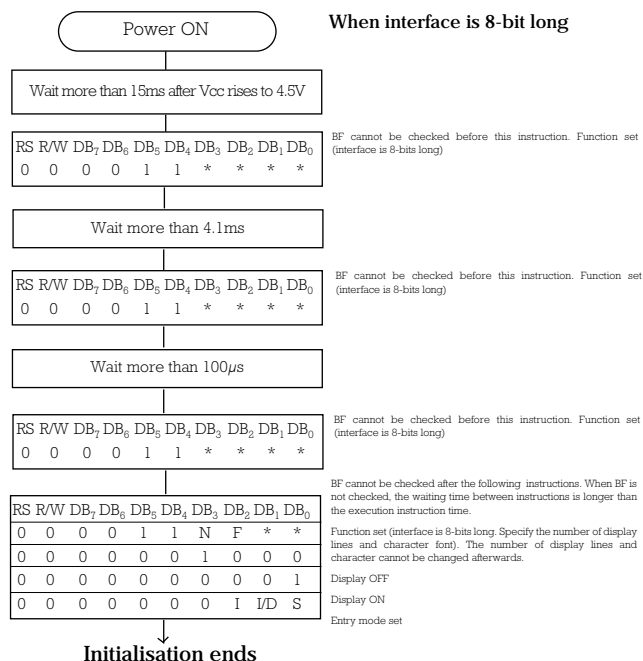 When interface is 8-bit long
Power ON
Wait more than 15ms after Vcc rises to 4.5V
RS R/W DB7 DB6 DB5 DB4 DB3 DB2 DB1 DB0
0 0 0 0 1 1 * * * *
BF cannot be checked before this instruction. Function set
(interface is 8-bits long)
Wait more than 4.1ms
RS R/W DB7 DB6 DB5 DB4 DB3 DB2 DB1 DB0
0 0 0 0 1 1 * * * *
BF cannot be checked before this instruction. Function set
(interface is 8-bits long)
Wait more than 100µs
RS R/W DB7 DB6 DB5 DB4 DB3 DB2 DB1 DB0
0 0 0 0 1 1 * * * *
BF cannot be checked before this instruction. Function set
(interface is 8-bits long)
BF cannot be checked after the following instructions. When BF is
not checked, the waiting time between instructions is longer than
the execution instruction time.
RS R/W DB7 DB6 DB5 DB4 DB3 DB2 DB1 DB0
0 0 0 0 1 1 N F * *
0 0 0 0 0 0 1 0 0 0
0 0 0 0 0 0 0 0 0 1
0 0 0 0 0 0 0 I I/D S
Function set (interface is 8-bits long. Specify the number of display
lines and character font). The number of display lines and
character cannot be changed afterwards.
Display OFF
Display ON
Entry mode set
Initialisation ends